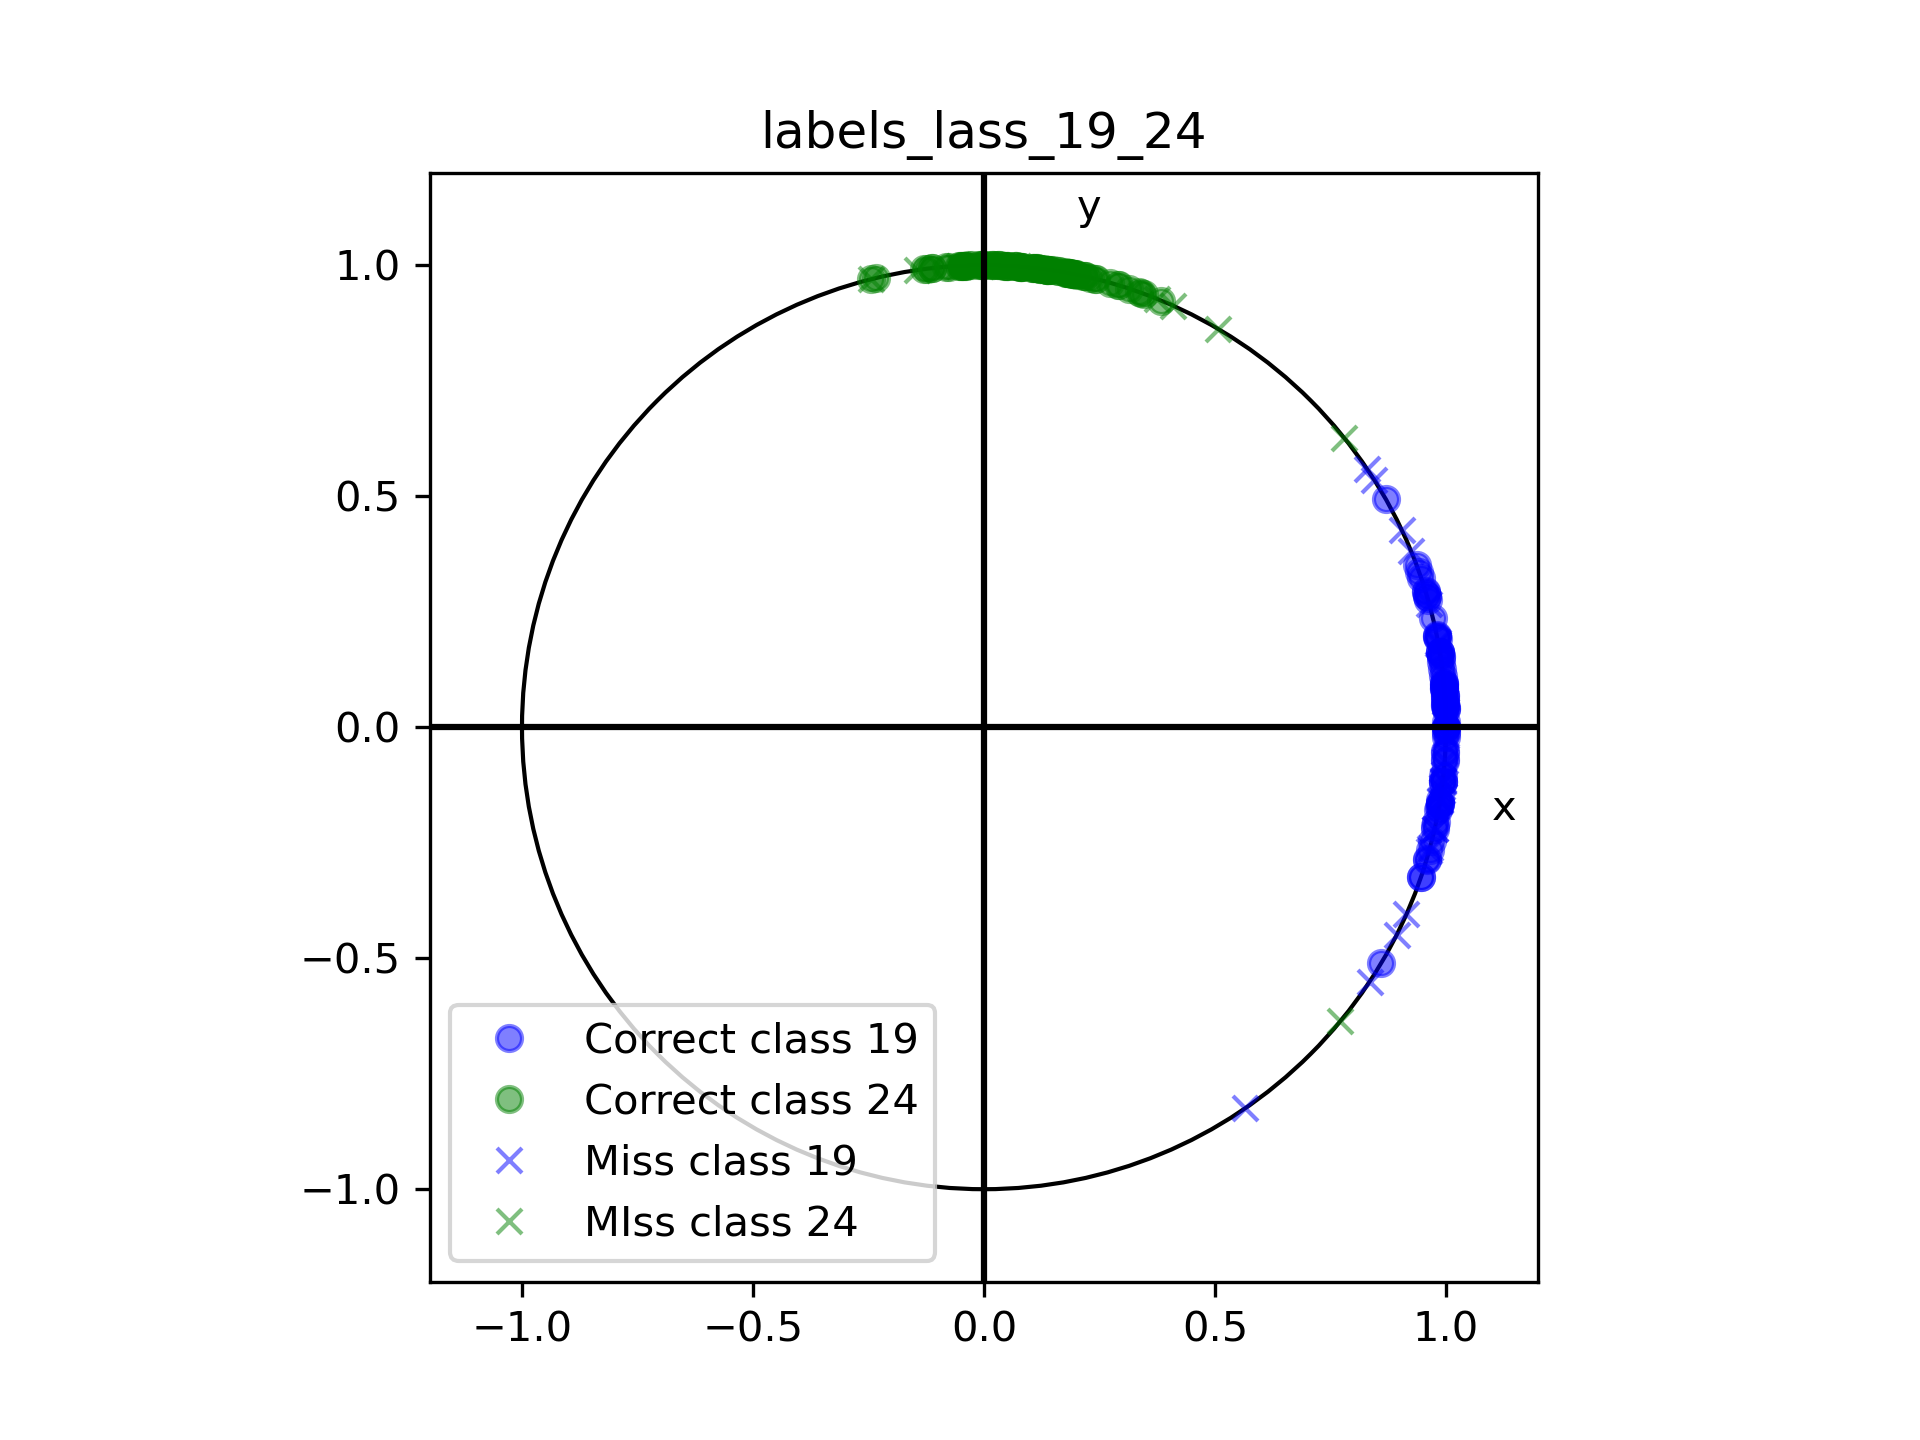 labels_lass_19_24
y
1.0
0.5
0.0
−0.5
−1.0
x
Correct class 19
Correct class 24
Miss class 19
MIss class 24
−1.0 −0.5 0.0 0.5 1.0